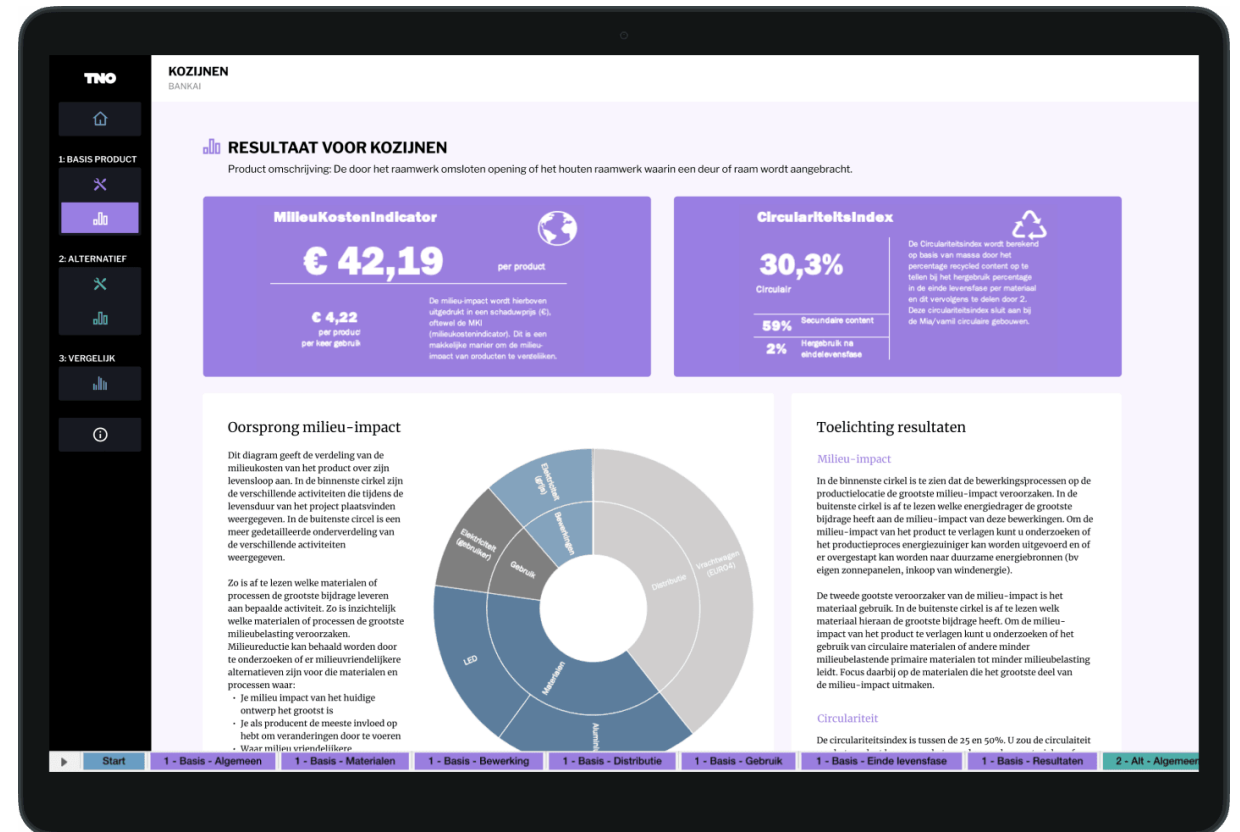 TNO
KOZIJNEN
BANKAI
1: BASIS PRODUCT
2: ALTERNATIEF
3: VERGELIJK
RESULTAAT VOOR KOZIJNEN
Product omschrijving: De door het raamwerk omsloten opening of het houten raamwerk waarin een deur of raam wordt aangebracht.
MilieuKostenIndicator
€ 42,19
per product
€ 4,22
per product
per keer gebruik
De milieu-impact wordt hierboven
uitgedrukt in een schaduwprijs (€),
oftewel de MKI
(milieukostenindicator). Dit is een
makkelijke manier om de milieu-
impact van producten te vergelijken.
CirculariteitsIndex
30,3%
Circulair
59% Secundaire content
2% Hergebruik na
eindelevensfase
De Circulariteitsindex wordt berekend
op basis van massa door het
percentage recycled content op te
tellen bij het hergebruik percentage
in de einde levensfase per materiaal
en dit vervolgens te delen door 2.
Deze circulariteitsindex sluit aan bij
de Mia/vamil circulaire gebouwen.
Oorsprong milieu-impact
Dit diagram geeft de verdeling van de
milieukosten van het product over zijn
levensloop aan. In de binnenste cirkel zijn
de verschillende activiteiten die tijdens de
levensduur van het project plaatsvinden
weergegeven. In de buitenste circel is een
meer gedetailleerde onderverdeling van
de verschillende activiteiten
weergegeven.
Zo is af te lezen welke materialen of
processen de grootste bijdrage leveren
aan bepaalde activiteit. Zo is inzichtelijk
welke materialen of processen de grootste
milieubelasting veroorzaken.
Milieureductie kan behaald worden door
te onderzoeken of er milieuvriendelijkere
alternatieven zijn voor die materialen en
processen waar:
• Je milieu impact van het huidige
ontwerp het grootst is
• Je als producent de meeste invloed op
hebt om veranderingen door te voeren
• Waar milieu vriendelijkere
Elektriciteit
(grijs)
Bewerkingen
Elektriciteit
(gebruiker)
Gebruik
Distributie
Vrachtwagen
(EURO4)
LED
Materialen
Toelichting resultaten
Milieu-impact
In de binnenste cirkel is te zien dat de bewerkingsprocessen op de
productielocatie de grootste milieu-impact veroorzaken. In de
buitenste cirkel is af te lezen welke energiedrager de grootste
bijdrage heeft aan de milieu-impact van deze bewerkingen. Om de
milieu-impact van het product te verlagen kunt u onderzoeken of
het productieproces energiezuiniger kan worden uitgevoerd en of
er overgestapt kan worden naar duurzame energiebronnen (bv
eigen zonnepanelen, inkoop van windenergie).
De tweede gootste veroorzaker van de milieu-impact is het
materiaal gebruik. In de buitenste cirkel is af te lezen welk
materiaal hieraan de grootste bijdrage heeft. Om de milieu-
impact van het product te verlagen kunt u onderzoeken of het
gebruik van circulaire materialen of andere minder
milieubelastende primaire materialen tot minder milieubelasting
leidt. Focus daarbij op de materialen die het grootste deel van
de milieu-impact uitmaken.
Circulariteit
De circulariteitsindex is tussen de 25 en 50%. U zou de circulaiteit
Start
1 - Basis - Algemeen
1 - Basis - Materialen
1 - Basis - Bewerking
1 - Basis - Distributie
1 - Basis - Gebruik
1 - Basis - Einde levensfase
1 - Basis - Resultaten
2 - Alt - Algemeen